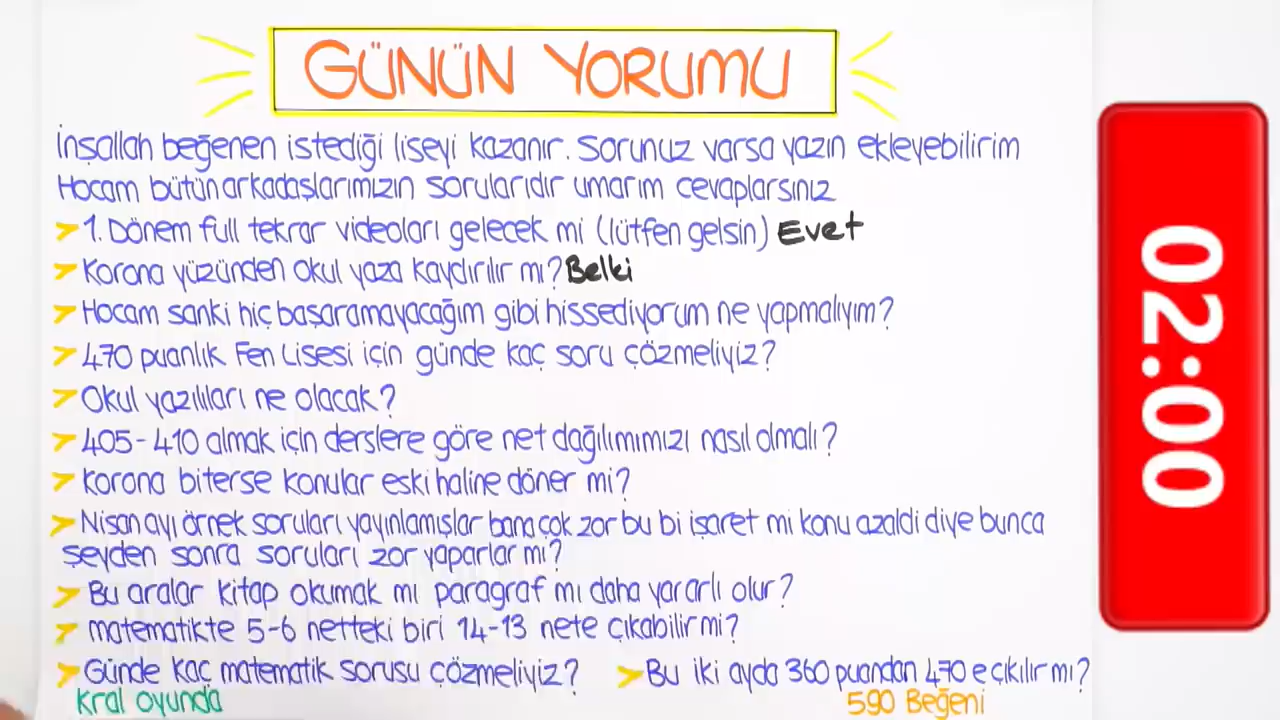 GÜNÜN YORUMU
İnşallah beğenen istediği liseyi kazanır. Sorunuz varsa yazın ekleyebilirim
Hocam bütün arkadaşlarımızın sorularıdır umarım cevaplarsınız
➤ 1. Dönem full tekrar videoları gelecek mi (lütfen gelsin) Evet
➤ Korona yüzünden okul yaza kaydırılır mı? Belki
➤ Hocam sanki hiç başaramayacağım gibi hissediyorum ne yapmalıyım?
➤ 470 puanlık Fen Lisesi için günde kaç soru çözmeliyiz?
➤ Okul yazılıları ne olacak?
➤ 405-410 almak için derslere göre net dağılımımızı nasıl olmalı?
➤ Korona biterse konular eski haline döner mi?
➤ Nisan ayı örnek soruları yayınlamışlar bana çok zor bu bi işaret mi konu azaldi diye bunca
şeyden sonra soruları zor yaparlar mı?
➤ Bu aralar kitap okumak mı paragraf mı daha yararlı olur?
➤ Matematikte 5-6 netteki biri 14-13 nete çıkabilir mi?
➤ Günde kaç matematik sorusu çözmeliyiz? ➤ Bu iki ayda 360 puandan 470 e çıkılır mı?
Kral oyunda 590 Beğeni
02:00